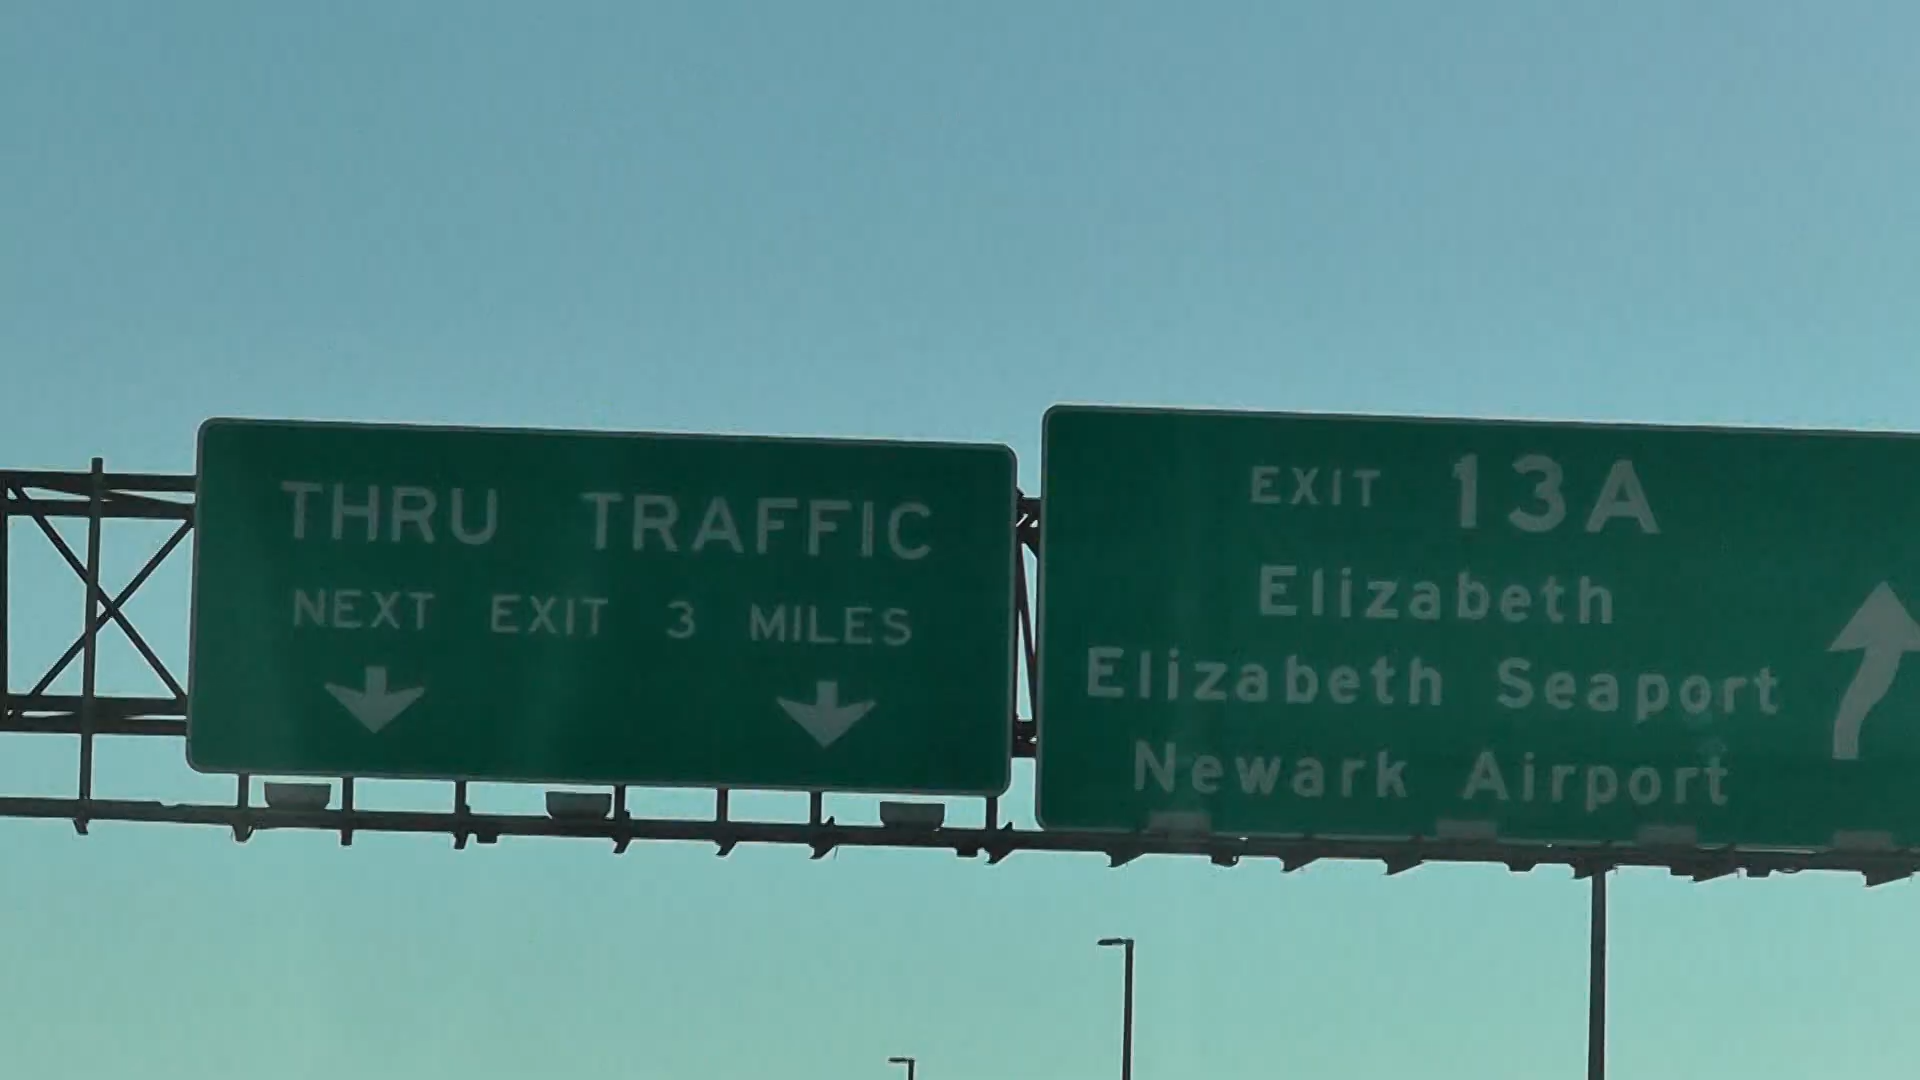 THRU TRAFFIC
NEXT EXIT 3 MILES
EXIT 13A
Elizabeth
Elizabeth Seaport
Newark Airport